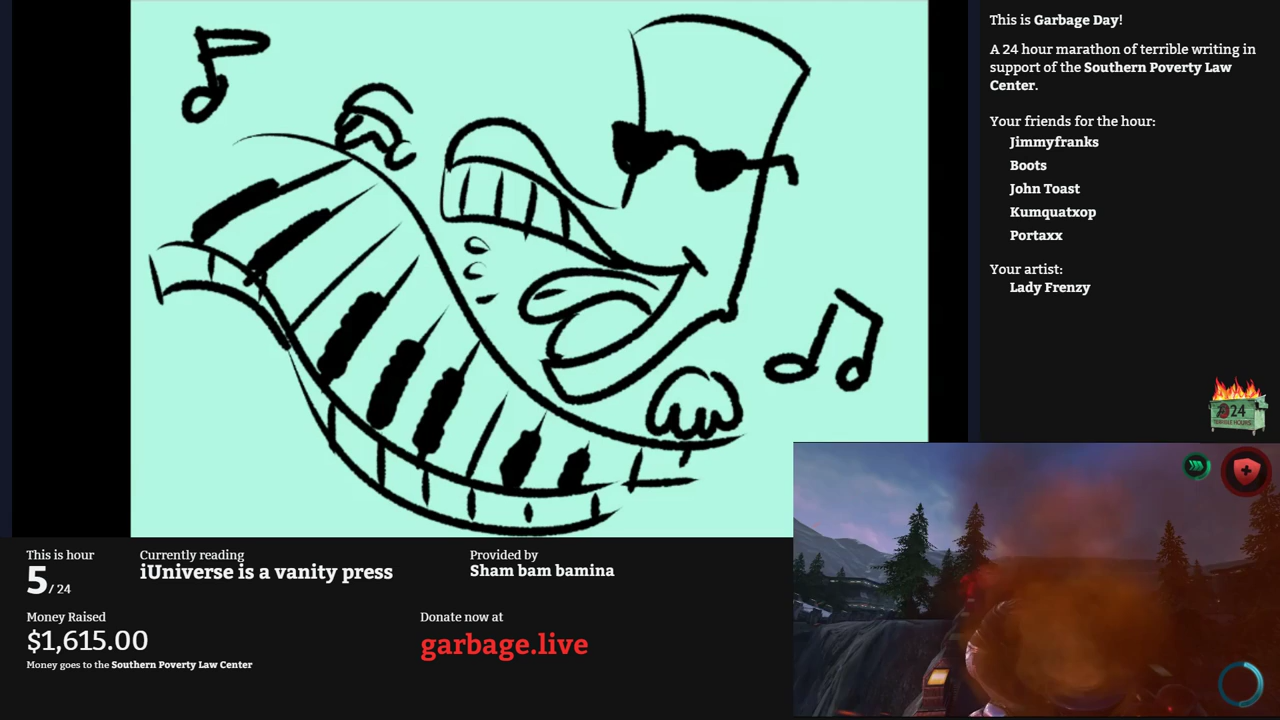 This is Garbage Day!
A 24 hour marathon of terrible writing in
support of the Southern Poverty Law
Center.
Your friends for the hour:
Jimmyfranks
Boots
John Toast
Kumquatxop
Portaxx
Your artist:
Lady Frenzy
This is hour
5 / 24
Currently reading
iUniverse is a vanity press
Provided by
Sham bam bamina
Money Raised
$1,615.00
Money goes to the Southern Poverty Law Center
Donate now at
garbage.live